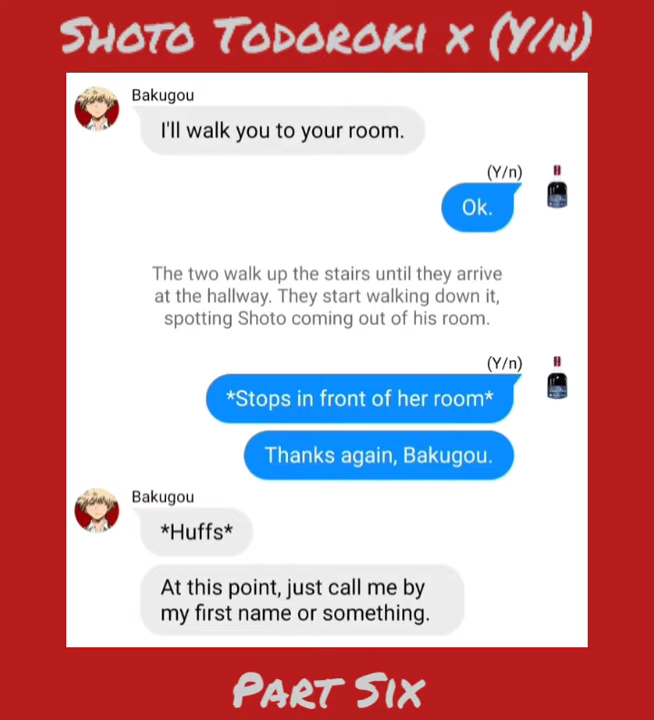 Shoto Todoroki x (Y/N)
Bakugou
I'll walk you to your room.
(Y/n)
Ok.
The two walk up the stairs until they arrive
at the hallway. They start walking down it,
spotting Shoto coming out of his room.
(Y/n)
*Stops in front of her room*
Thanks again, Bakugou.
Bakugou
*Huffs*
At this point, just call me by
my first name or something.
Part Six